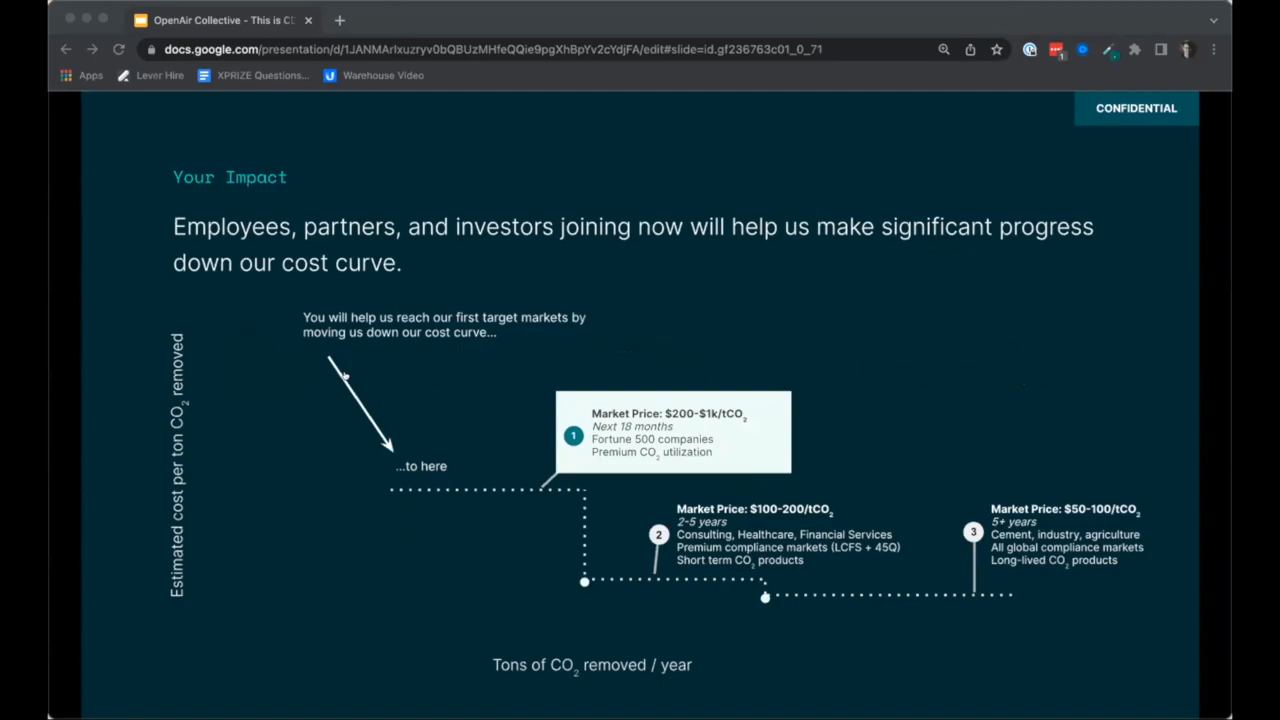 OpenAir Collective - This is CD
docs.google.com/presentation/d/1JANMArIxuzryv0bQBUzMHfeQQie9pgXhBpYv2cYdjFA/edit#slide=id.gf236763c01_0_71
1
Apps
Lever Hire
XPRIZE Questions...
Warehouse Video
CONFIDENTIAL
Your Impact
Employees, partners, and investors joining now will help us make significant progress
down our cost curve.
You will help us reach our first target markets by
moving us down our cost curve...
Estimated cost per ton CO₂ removed
...to here
1
Market Price: $200-$1k/tCO₂
Next 18 months
Fortune 500 companies
Premium CO₂ utilization
2
Market Price: $100-200/tCO₂
2-5 years
Consulting, Healthcare, Financial Services
Premium compliance markets (LCFS + 45Q)
Short term CO₂ products
3
Market Price: $50-100/tCO₂
5+ years
Cement, industry, agriculture
All global compliance markets
Long-lived CO₂ products
Tons of CO₂ removed / year